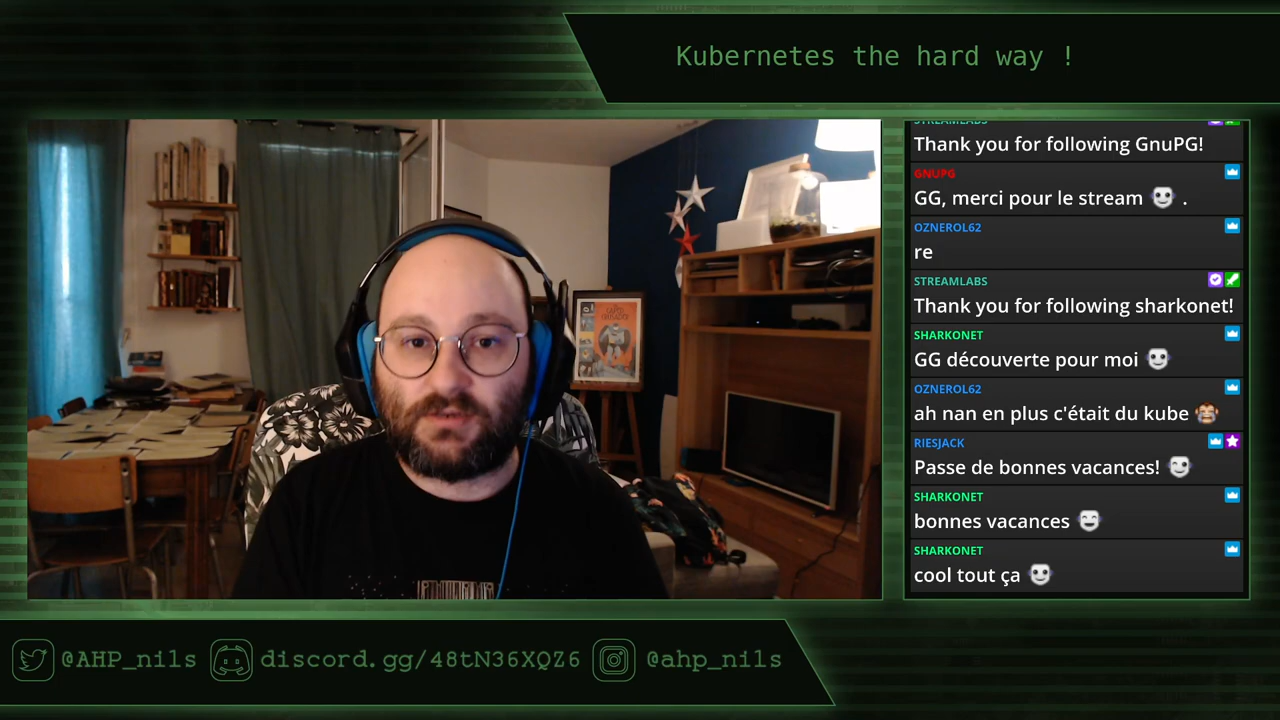 Kubernetes the hard way !
STREAMLABS
Thank you for following GnuPG!
GNUPG
GG, merci pour le stream .
OZNEROL62
re
STREAMLABS
Thank you for following sharkonet!
SHARKONET
GG découverte pour moi
OZNEROL62
ah nan en plus c'était du kube
RIESJACK
Passe de bonnes vacances!
SHARKONET
bonnes vacances
SHARKONET
cool tout ça
@AHP_nils
discord.gg/48tN36XQZ6
@ahp_nils